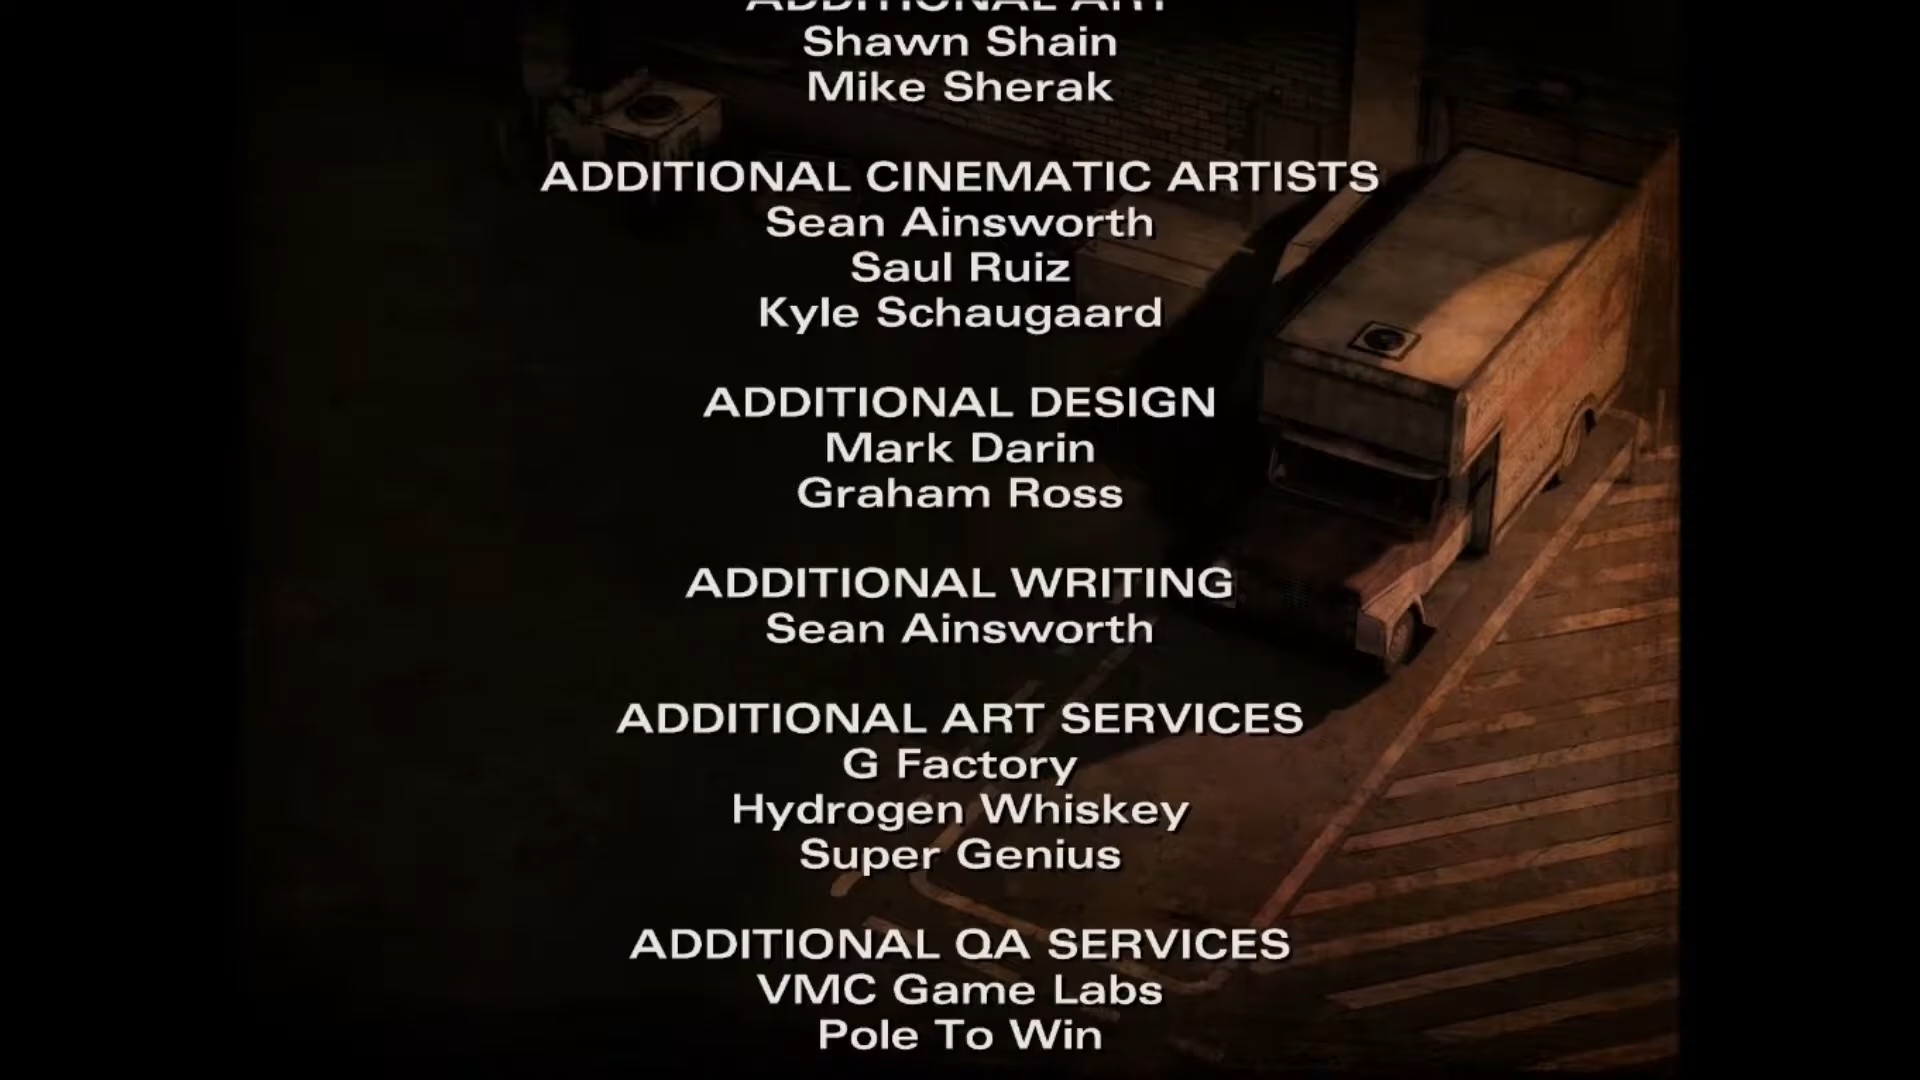 ADDITIONAL ART
Shawn Shain
Mike Sherak
ADDITIONAL CINEMATIC ARTISTS
Sean Ainsworth
Saul Ruiz
Kyle Schaugaard
ADDITIONAL DESIGN
Mark Darin
Graham Ross
ADDITIONAL WRITING
Sean Ainsworth
ADDITIONAL ART SERVICES
G Factory
Hydrogen Whiskey
Super Genius
ADDITIONAL QA SERVICES
VMC Game Labs
Pole To Win